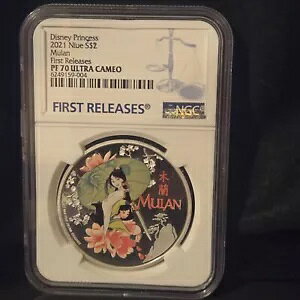 Disney Princess
2021 Niue S$2
Mulan
First Releases
PF 70 ULTRA CAMEO
6249159-004
FIRST RELEASES®
NGC
木
蘭
MULAN